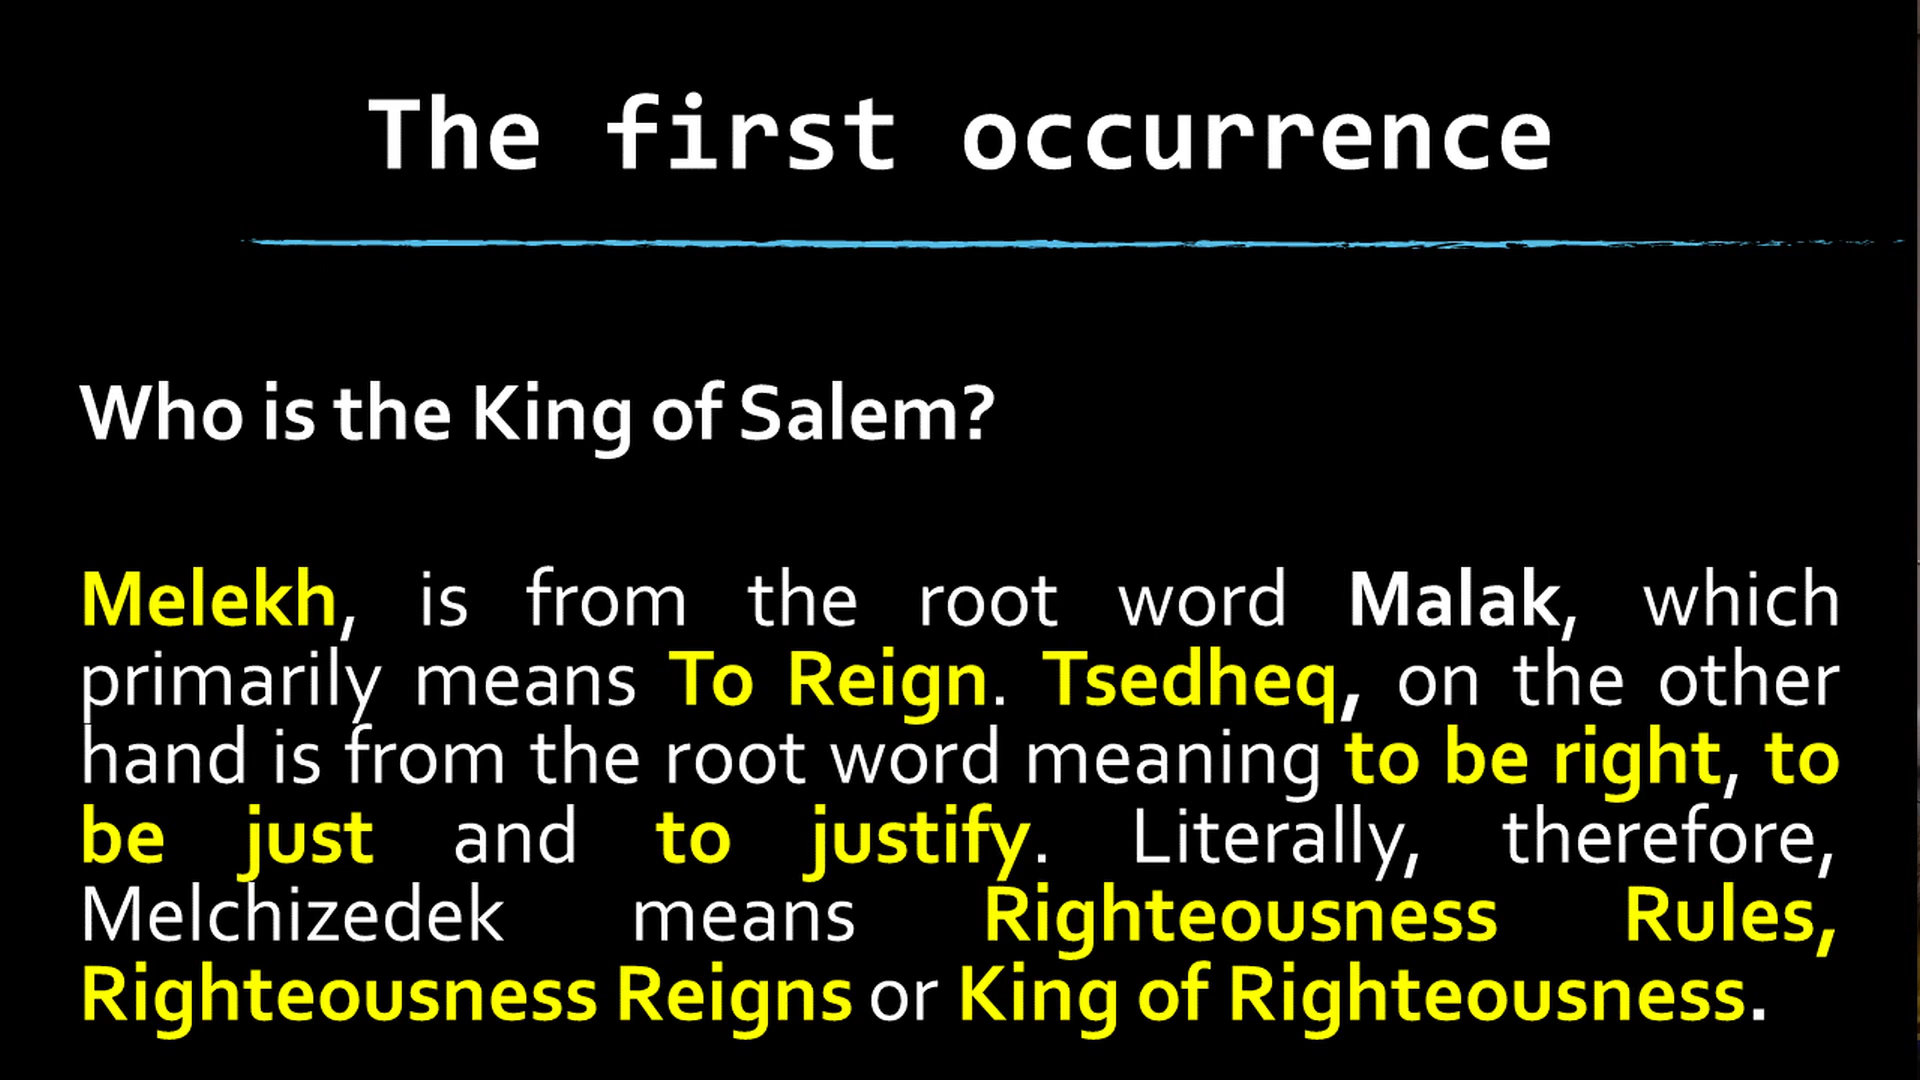 The first occurrence
Who is the King of Salem?
Melekh, is from the root word Malak, which
primarily means To Reign. Tsedheq, on the other
hand is from the root word meaning to be right, to
be just and to justify. Literally, therefore,
Melchizedek means Righteousness Rules,
Righteousness Reigns or King of Righteousness.